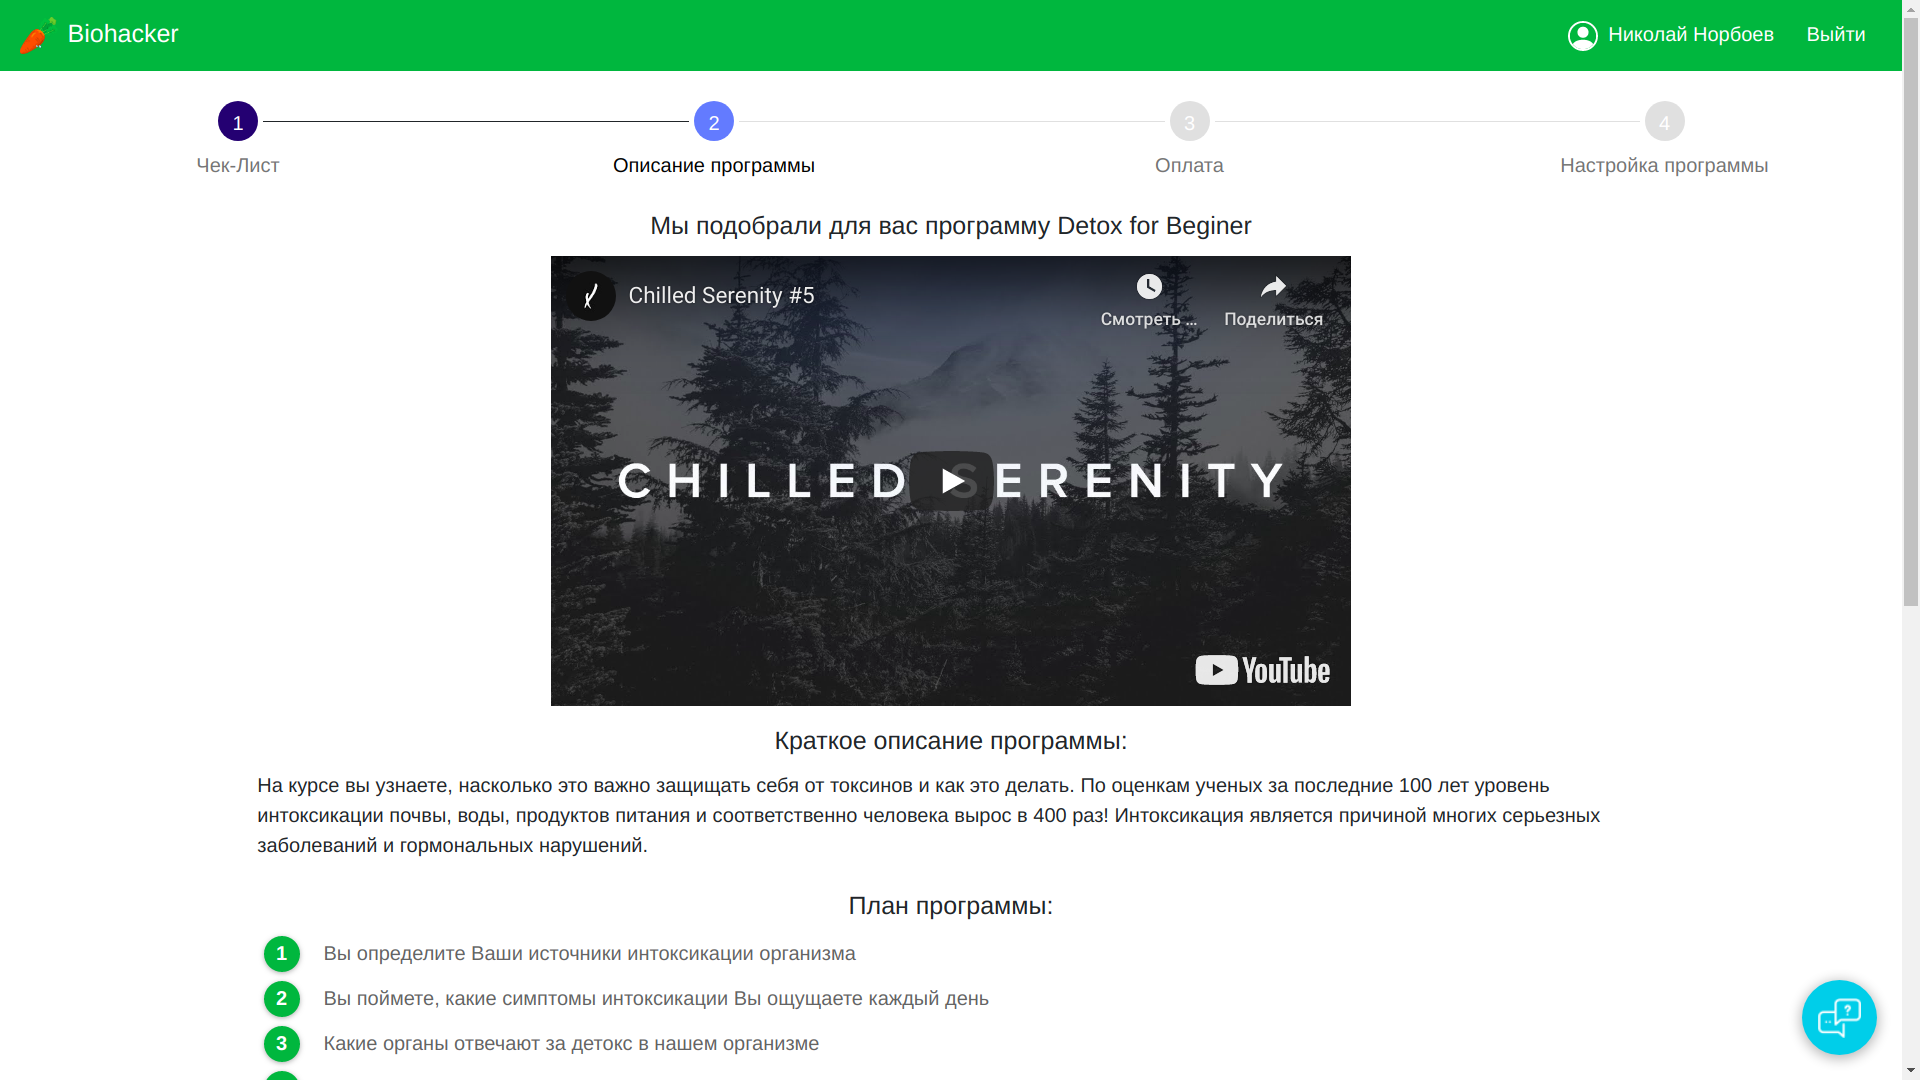 Biohacker
Николай Норбоев
Выйти
1
2
3
4
Чек-Лист
Описание программы
Оплата
Настройка программы
Мы подобрали для вас программу Detox for Beginer
Chilled Serenity #5
Смотреть ...
Поделиться
CHILLED SERENITY
YouTube
Краткое описание программы:
На курсе вы узнаете, насколько это важно защищать себя от токсинов и как это делать. По оценкам ученых за последние 100 лет уровень
интоксикации почвы, воды, продуктов питания и соответственно человека вырос в 400 раз! Интоксикация является причиной многих серьезных
заболеваний и гормональных нарушений.
План программы:
1 Вы определите Ваши источники интоксикации организма
2 Вы поймете, какие симптомы интоксикации Вы ощущаете каждый день
3 Какие органы отвечают за детокс в нашем организме